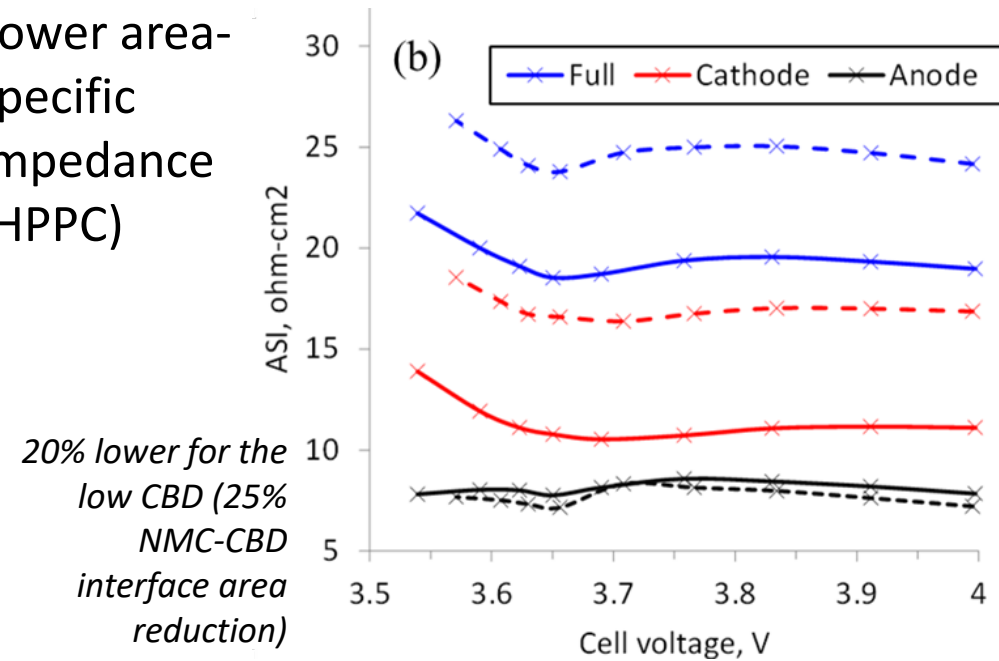 ower area-
pecific
mpedance
HPPC)
20% lower for the
low CBD (25%
NMC-CBD
interface area
reduction)
(b)
Full Cathode Anode
ASI, ohm-cm2
30
25
20
15
10
5
3.5 3.6 3.7 3.8 3.9 4
Cell voltage, V